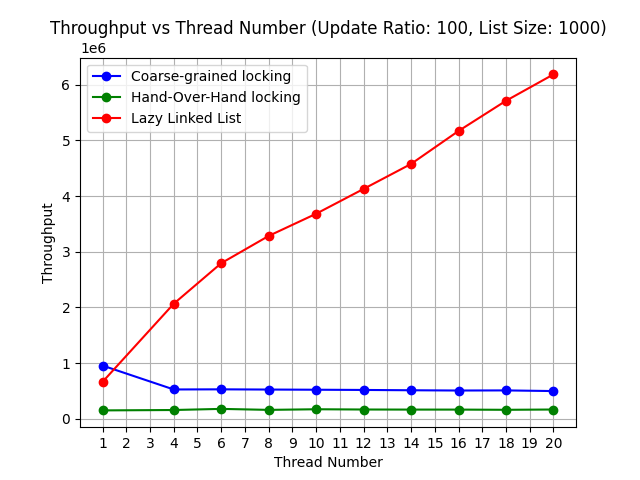 Throughput vs Thread Number (Update Ratio: 100, List Size: 1000)
1e6
Coarse-grained locking
Hand-Over-Hand locking
Lazy Linked List
6
5
4
3
2
1
0
Throughput
1 2 3 4 5 6 7 8 9 10 11 12 13 14 15 16 17 18 19 20
Thread Number